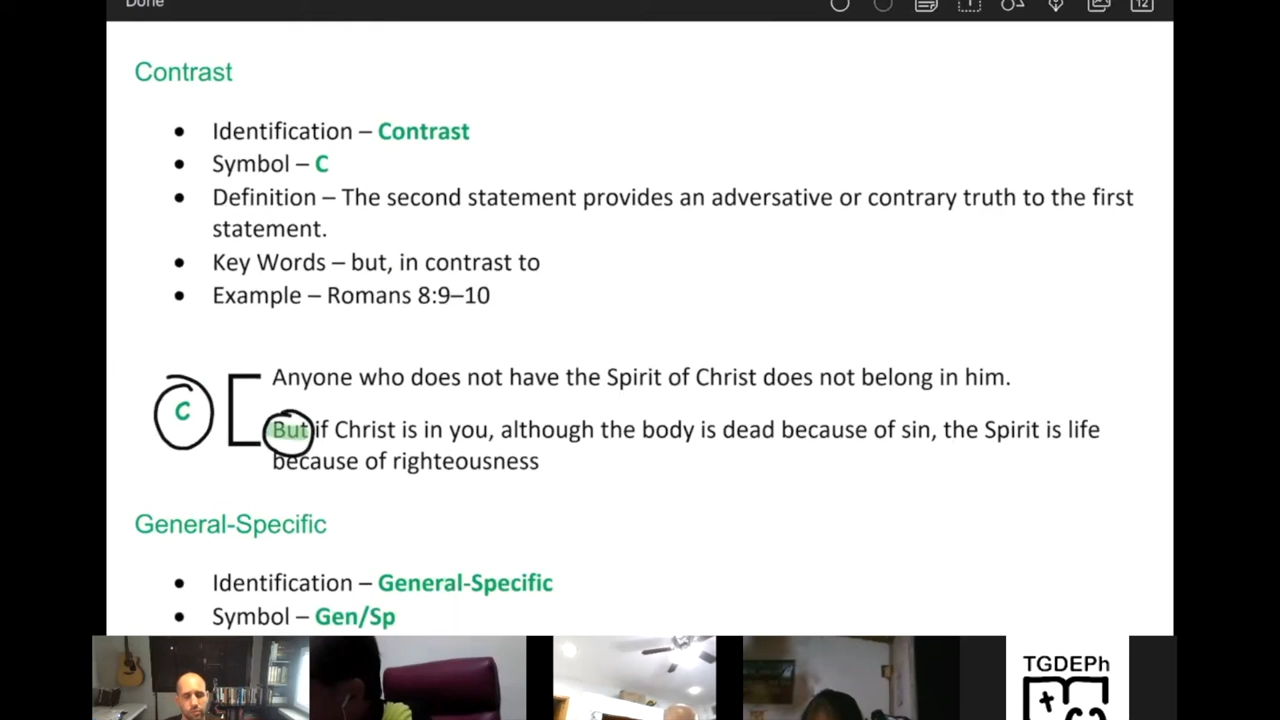 Done
12
Contrast
• Identification – Contrast
• Symbol – C
• Definition – The second statement provides an adversative or contrary truth to the first
statement.
• Key Words – but, in contrast to
• Example – Romans 8:9–10
Anyone who does not have the Spirit of Christ does not belong in him.
C
But if Christ is in you, although the body is dead because of sin, the Spirit is life
because of righteousness
General-Specific
• Identification – General-Specific
• Symbol – Gen/Sp
TGDEPh